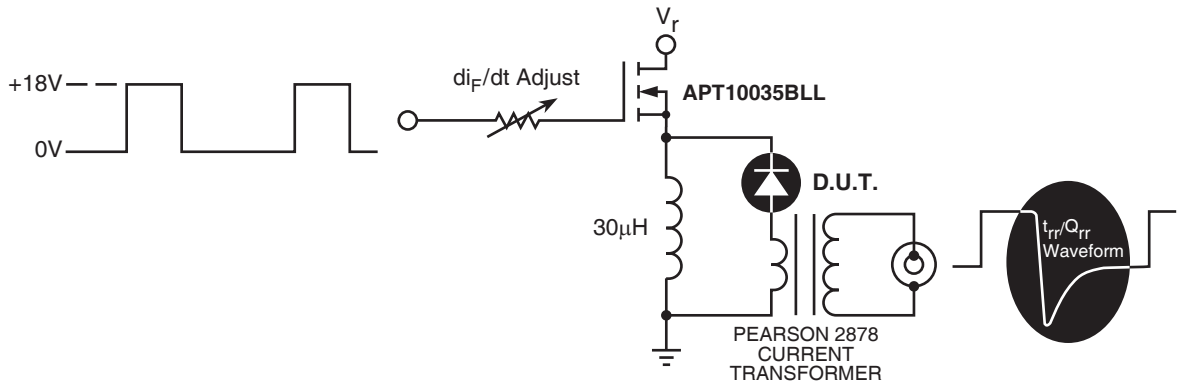 V_r
+18V
di_F/dt Adjust
APT10035BLL
0V
D.U.T.
30µH
t_rr/Q_rr
Waveform
PEARSON 2878
CURRENT
TRANSFORMER